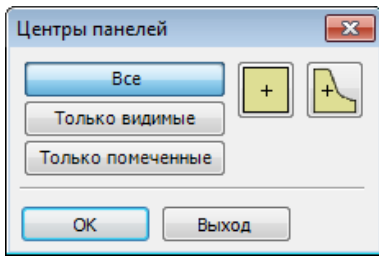 Центры панелей
Все
Только видимые
Только помеченные
OK
Выход